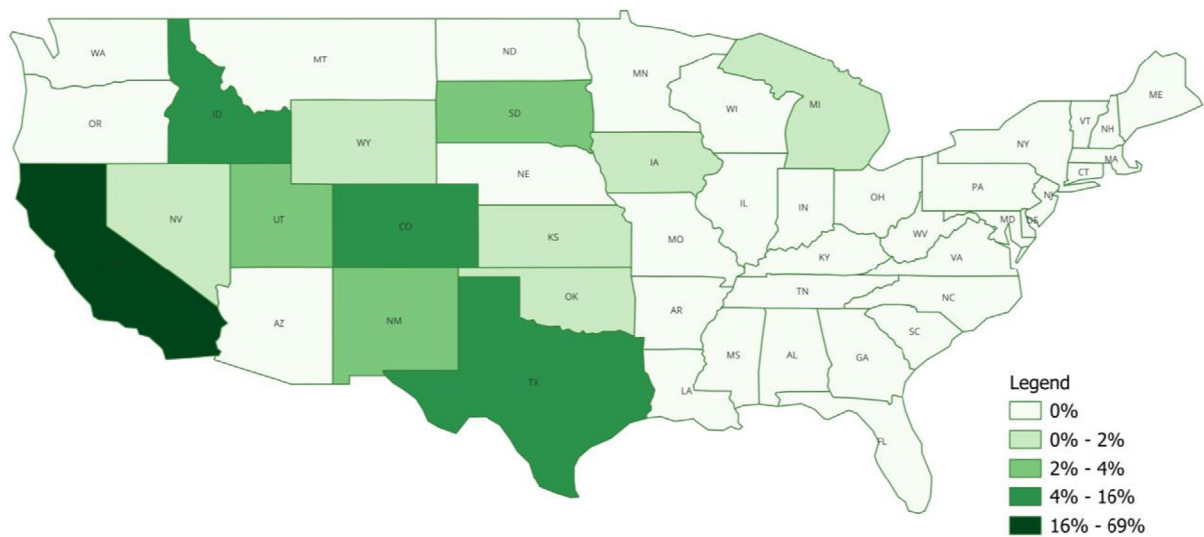 WA
MT
ND
MN
ME
OR
ID
SD
WI
MI
VT
NH
NY
MA
CT
WY
IA
NE
PA
NJ
NV
UT
CO
IL
IN
OH
MD
DE
WV
KS
MO
KY
VA
OK
TN
NC
AZ
NM
AR
SC
TX
MS
AL
GA
LA
FL
Legend
0%
0% - 2%
2% - 4%
4% - 16%
16% - 69%